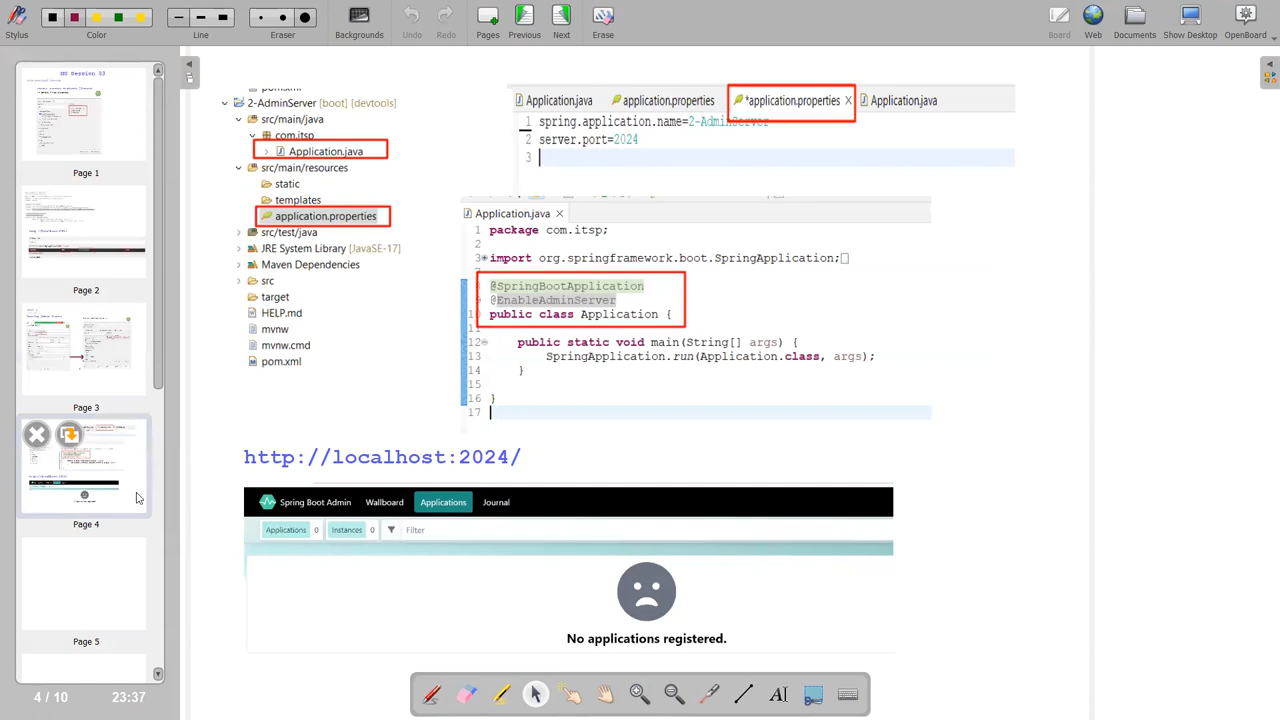 Stylus
Color
Line
Eraser
Backgrounds
Undo
Redo
Pages
Previous
Next
Erase
Board
Web
Documents
Show Desktop
OpenBoard
Page 1
Page 2
Page 3
Page 4
Page 5
4 / 10
23:37
pom.xml
2-AdminServer [boot] [devtools]
src/main/java
com.itsp
Application.java
src/main/resources
static
templates
application.properties
src/test/java
JRE System Library [JavaSE-17]
Maven Dependencies
src
target
HELP.md
mvnw
mvnw.cmd
pom.xml
Application.java
application.properties
*application.properties
Application.java
1 spring.application.name=2-AdminServer
2 server.port=2024
3
Application.java
1 package com.itsp;
2
3 import org.springframework.boot.SpringApplication;
@SpringBootApplication
@EnableAdminServer
10 public class Application {
11
12 public static void main(String[] args) {
13 SpringApplication.run(Application.class, args);
14 }
15
16 }
17
http://localhost:2024/
Spring Boot Admin
Wallboard
Applications
Journal
Applications 0
Instances 0
Filter
No applications registered.